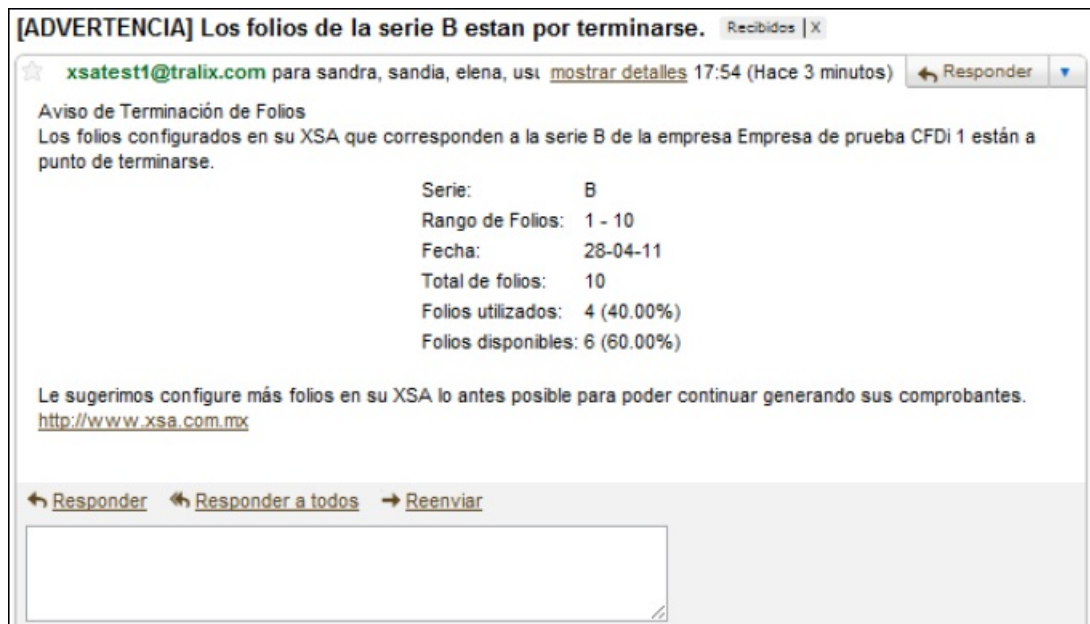 [ADVERTENCIA] Los folios de la serie B estan por terminarse. Recibidos | X
xsatest1@tralix.com para sandra, sandia, elena, usu mostrar detalles 17:54 (Hace 3 minutos) Responder
Aviso de Terminación de Folios
Los folios configurados en su XSA que corresponden a la serie B de la empresa Empresa de prueba CFDi 1 están a
punto de terminarse.
Serie: B
Rango de Folios: 1 - 10
Fecha: 28-04-11
Total de folios: 10
Folios utilizados: 4 (40.00%)
Folios disponibles: 6 (60.00%)
Le sugerimos configure más folios en su XSA lo antes posible para poder continuar generando sus comprobantes.
http://www.xsa.com.mx
Responder Responder a todos Reenviar